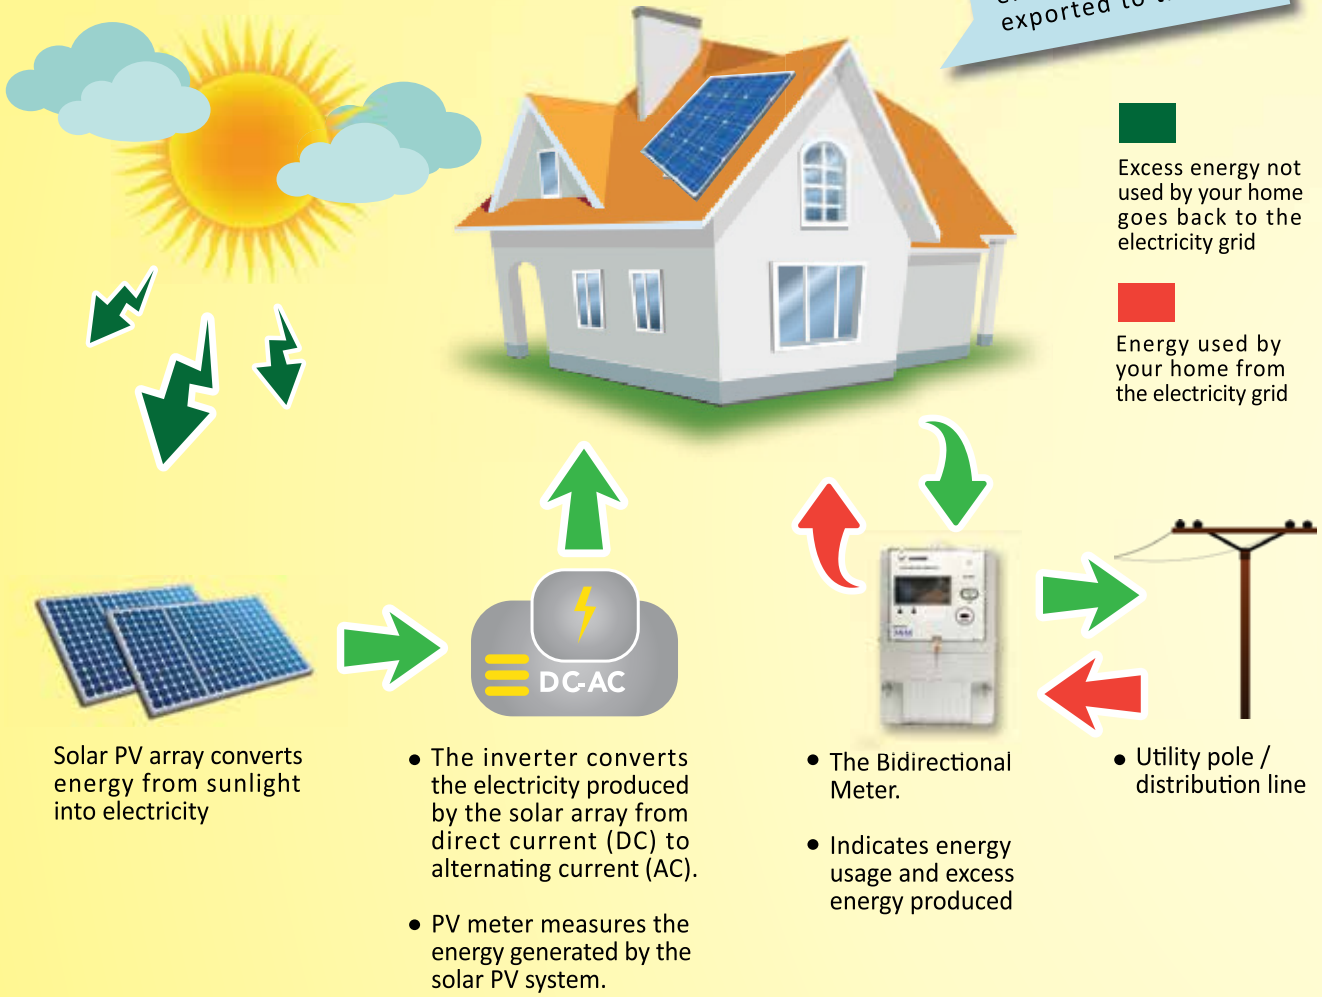 exported to
Excess energy not
used by your home
goes back to the
electricity grid
Energy used by
your home from
the electricity grid
DC-AC
Solar PV array converts
energy from sunlight
into electricity
● The inverter converts
the electricity produced
by the solar array from
direct current (DC) to
alternating current (AC).
● PV meter measures the
energy generated by the
solar PV system.
● The Bidirectional
Meter.
● Indicates energy
usage and excess
energy produced
● Utility pole /
distribution line